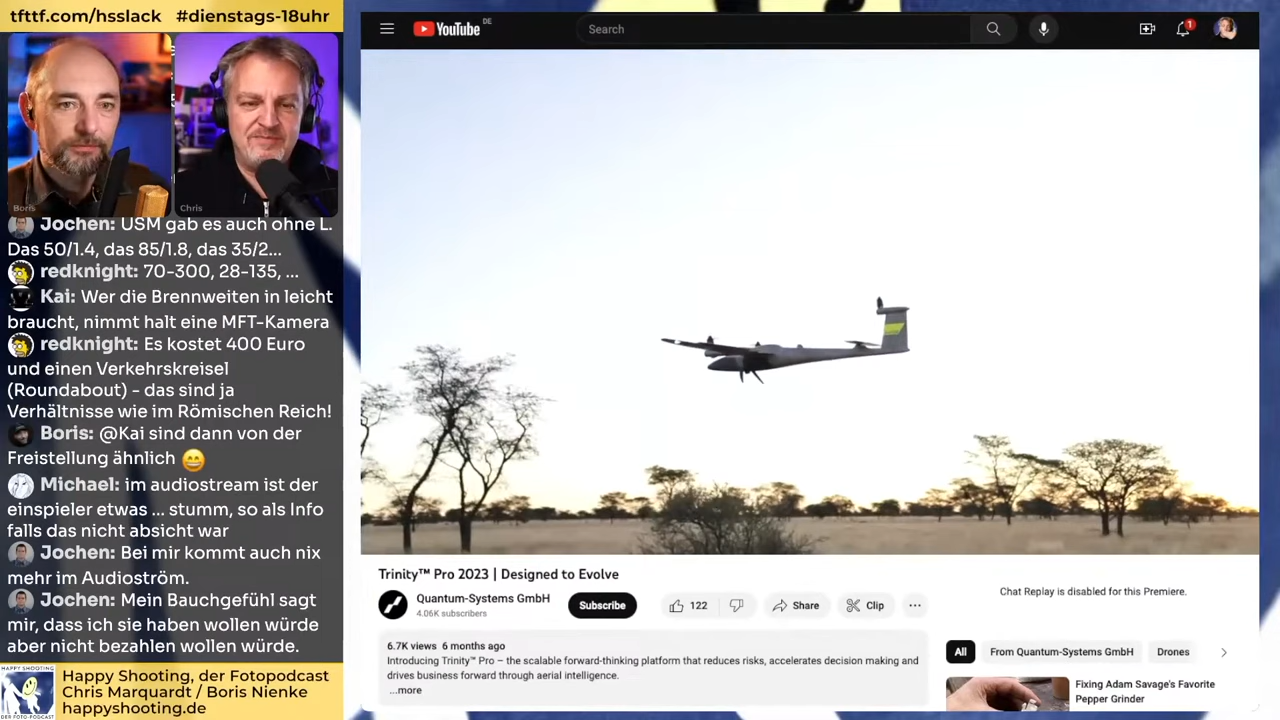 tfttf.com/hsslack #dienstags-18uhr
Boris
Chris
Jochen: USM gab es auch ohne L.
Das 50/1.4, das 85/1.8, das 35/2...
redknight: 70-300, 28-135, ...
Kai: Wer die Brennweiten in leicht
braucht, nimmt halt eine MFT-Kamera
redknight: Es kostet 400 Euro
und einen Verkehrskreisel
(Roundabout) - das sind ja
Verhältnisse wie im Römischen Reich!
Boris: @Kai sind dann von der
Freistellung ähnlich 😁
Michael: im audiostream ist der
einspieler etwas ... stumm, so als Info
falls das nicht absicht war
Jochen: Bei mir kommt auch nix
mehr im Audioström.
Jochen: Mein Bauchgefühl sagt
mir, dass ich sie haben wollen würde
aber nicht bezahlen wollen würde.
HAPPY SHOOTING
DER FOTO-PODCAST
Happy Shooting, der Fotopodcast
Chris Marquardt / Boris Nienke
happyshooting.de
YouTube DE
Search
1
Trinity™ Pro 2023 | Designed to Evolve
Quantum-Systems GmbH
4.06K subscribers
Subscribe
122
Share
Clip
...
6.7K views 6 months ago
Introducing Trinity™ Pro – the scalable forward-thinking platform that reduces risks, accelerates decision making and
drives business forward through aerial intelligence.
...more
Chat Replay is disabled for this Premiere.
All
From Quantum-Systems GmbH
Drones
Fixing Adam Savage's Favorite
Pepper Grinder